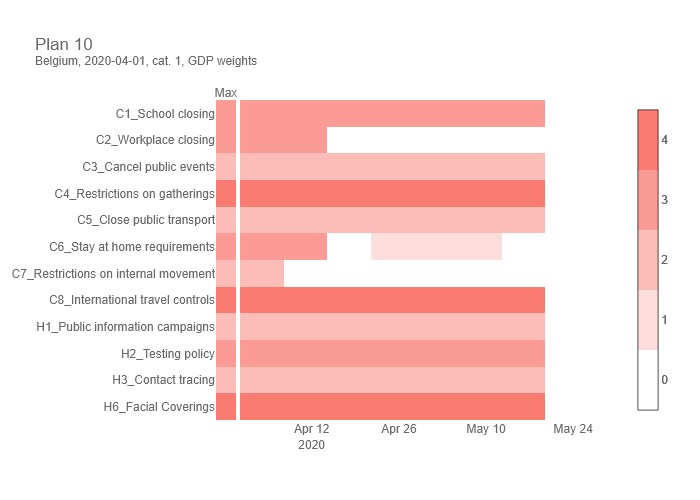 Plan 10
Belgium, 2020-04-01, cat. 1, GDP weights
Max
C1_School closing
C2_Workplace closing
C3_Cancel public events
C4_Restrictions on gatherings
C5_Close public transport
C6_Stay at home requirements
C7_Restrictions on internal movement
C8_International travel controls
H1_Public information campaigns
H2_Testing policy
H3_Contact tracing
H6_Facial Coverings
4
3
2
1
0
Apr 12
2020
Apr 26
May 10
May 24